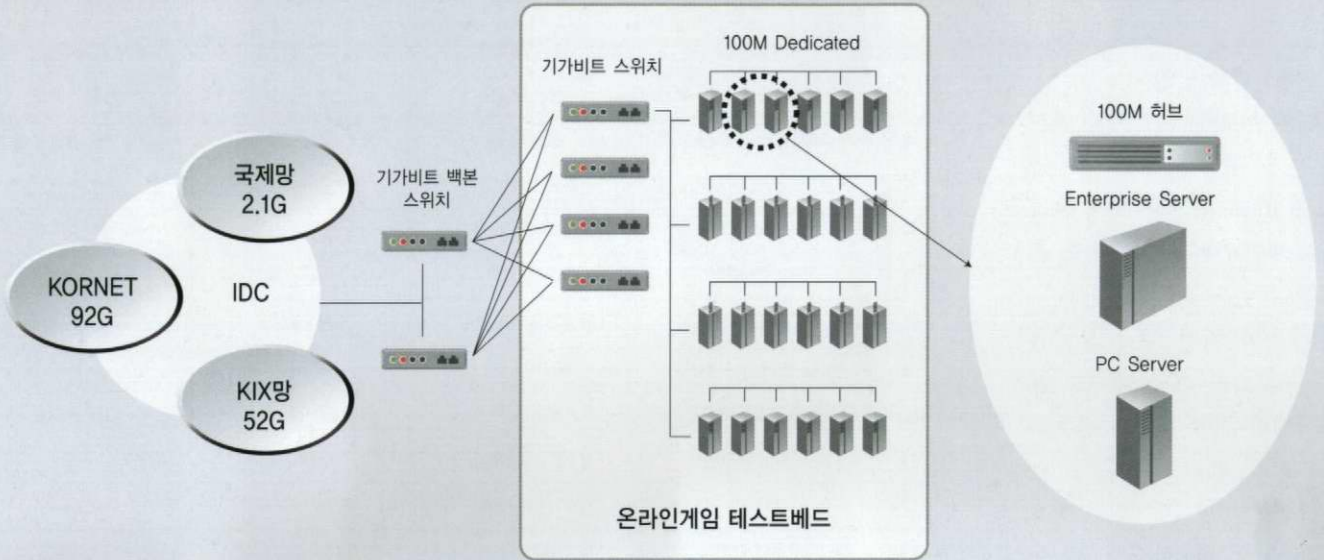 국제망
2.1G
KORNET
92G
IDC
KIX망
52G
기가비트 백본
스위치
기가비트 스위치
100M Dedicated
온라인게임 테스트베드
100M 허브
Enterprise Server
PC Server